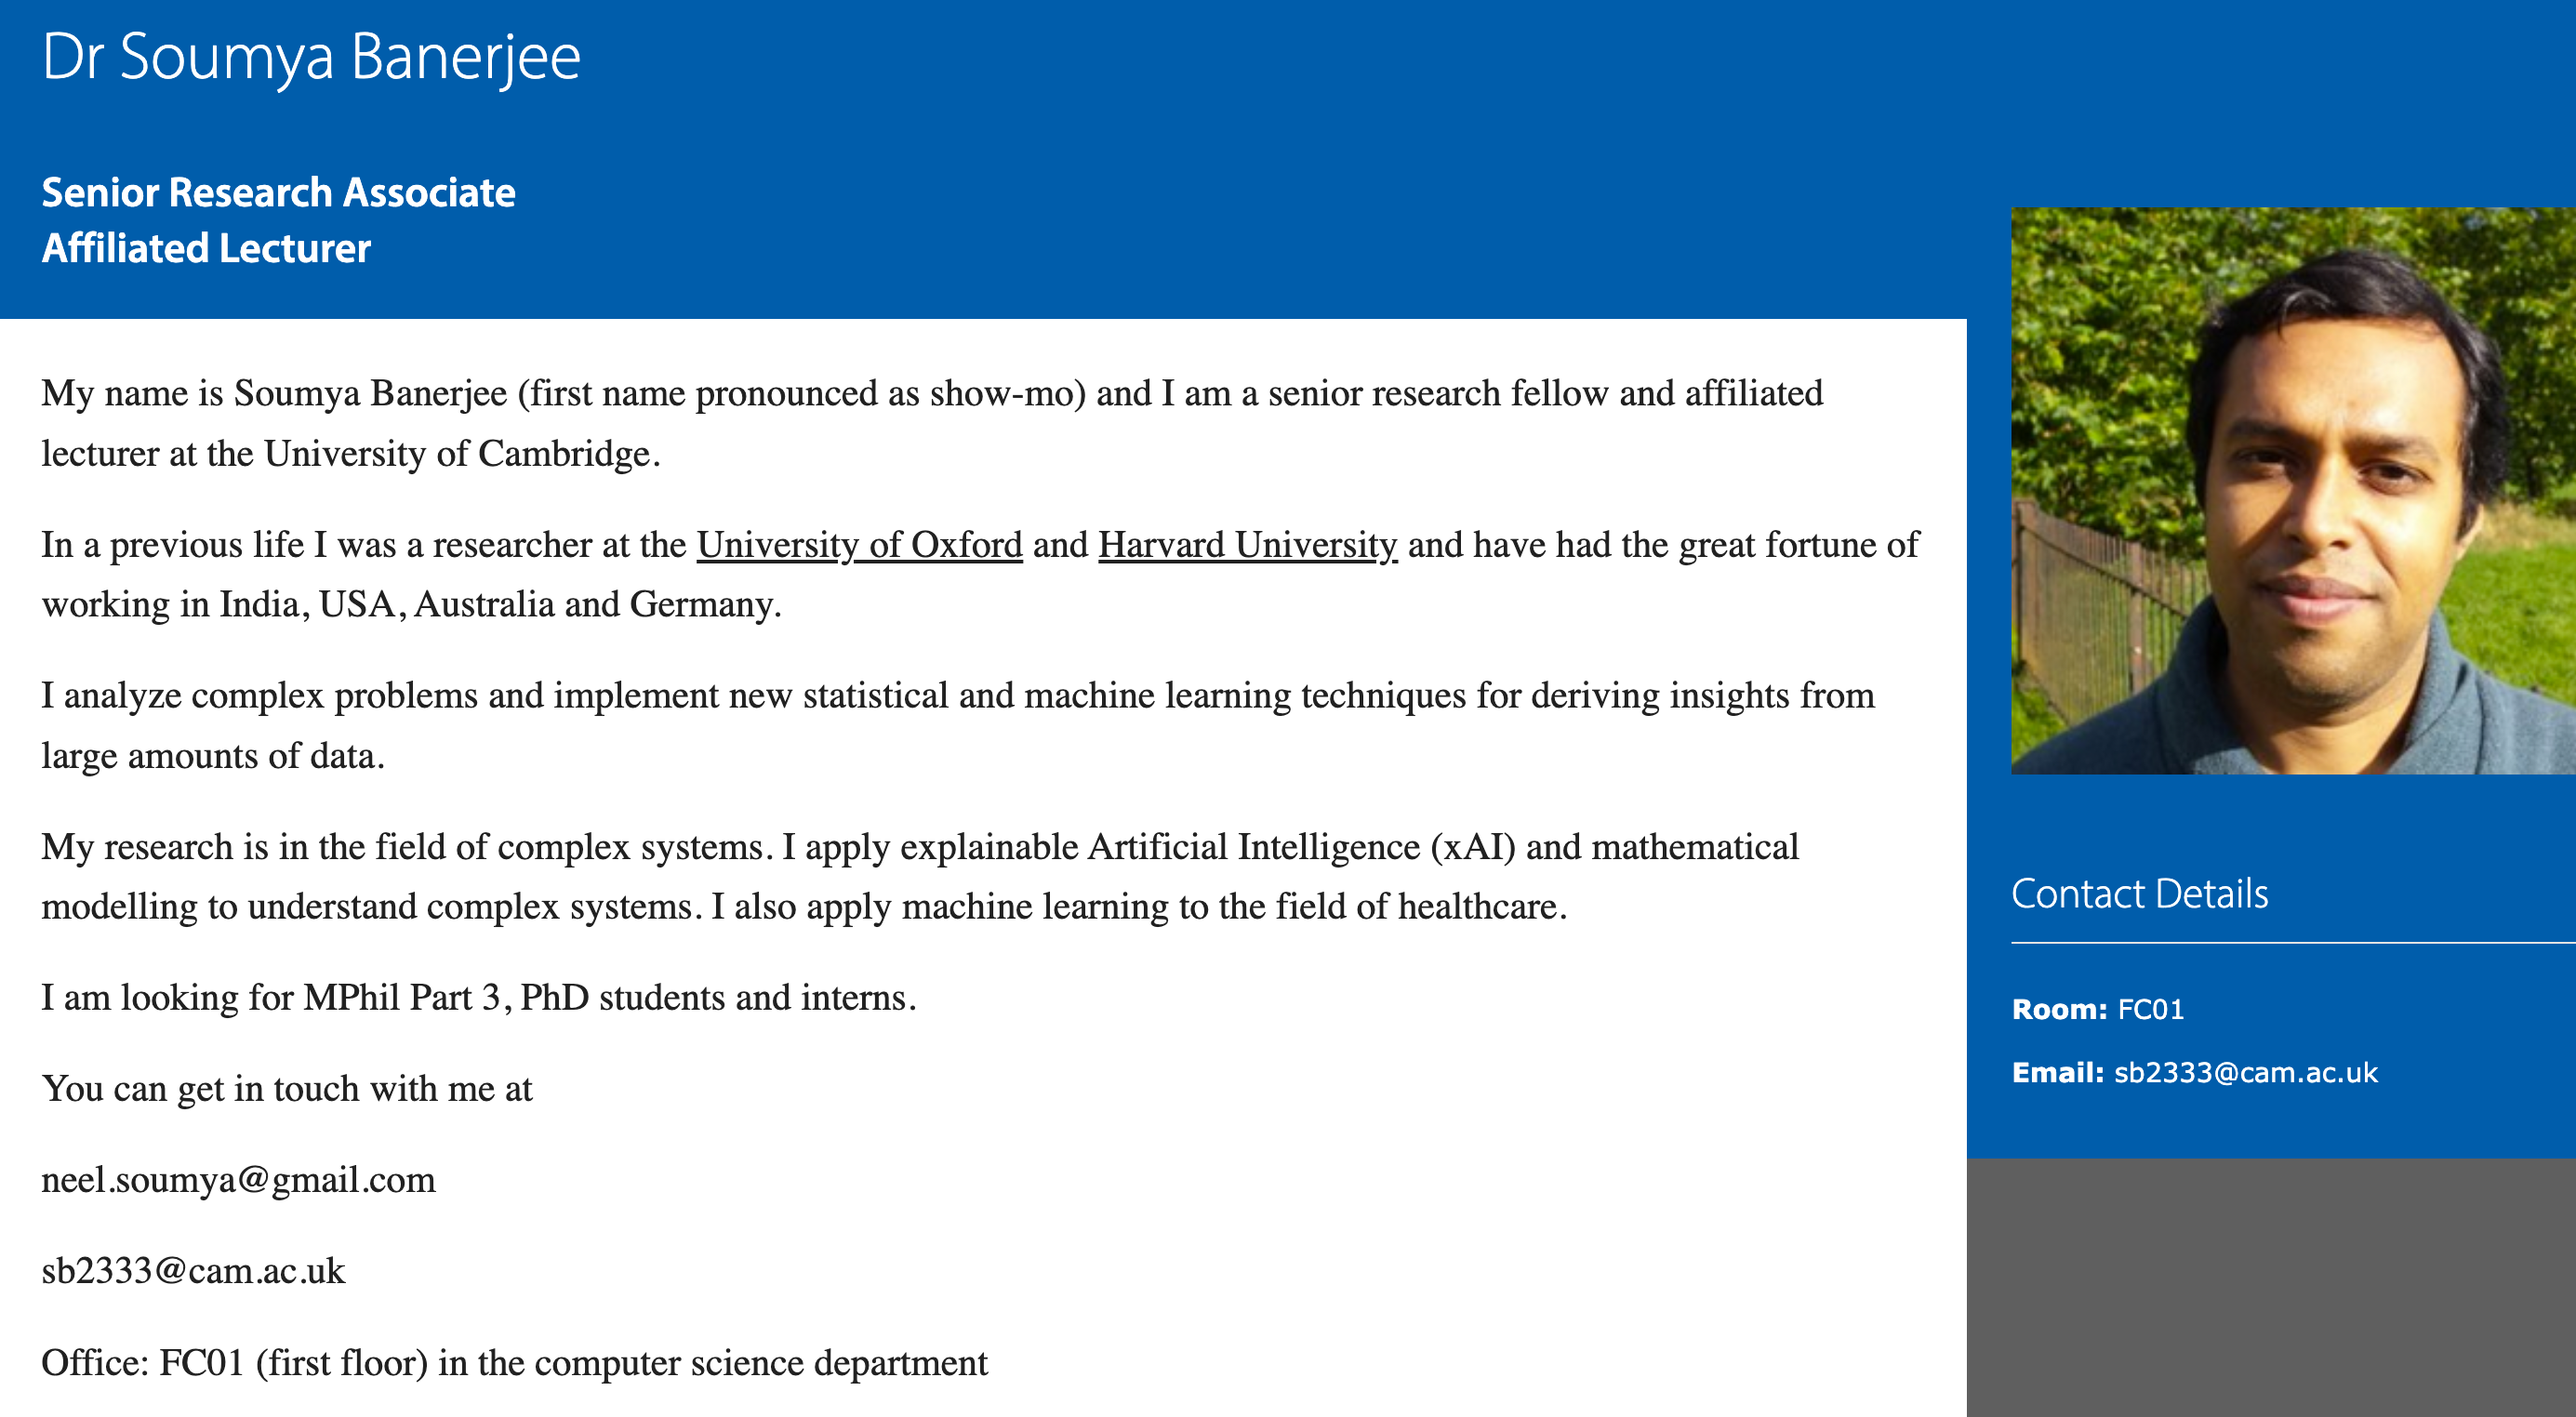 Dr Soumya Banerjee
Senior Research Associate
Affiliated Lecturer
My name is Soumya Banerjee (first name pronounced as show-mo) and I am a senior research fellow and affiliated
lecturer at the University of Cambridge.
In a previous life I was a researcher at the University of Oxford and Harvard University and have had the great fortune of
working in India, USA, Australia and Germany.
I analyze complex problems and implement new statistical and machine learning techniques for deriving insights from
large amounts of data.
My research is in the field of complex systems. I apply explainable Artificial Intelligence (xAI) and mathematical
modelling to understand complex systems. I also apply machine learning to the field of healthcare.
I am looking for MPhil Part 3, PhD students and interns.
You can get in touch with me at
neel.soumya@gmail.com
sb2333@cam.ac.uk
Office: FC01 (first floor) in the computer science department
Contact Details
Room: FC01
Email: sb2333@cam.ac.uk